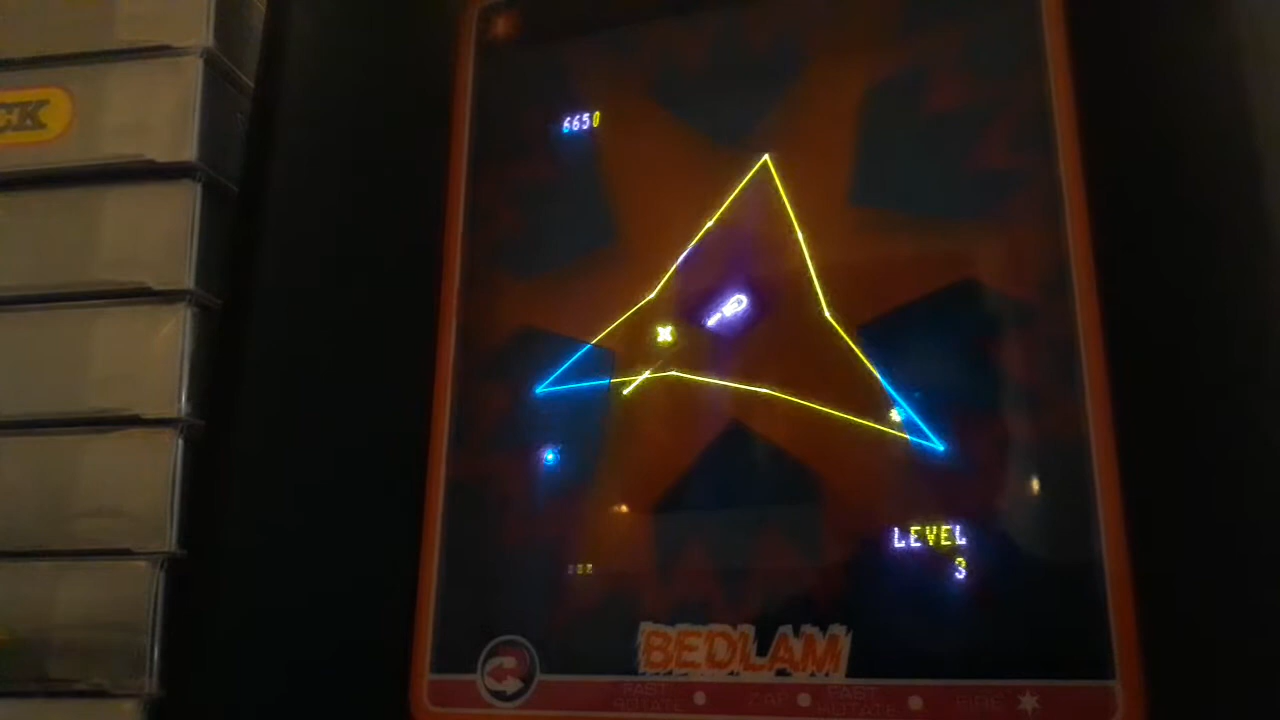 CK
6650
LEVEL
3
BEDLAM
FAST ROTATE ZAP FAST ROTATE FIRE